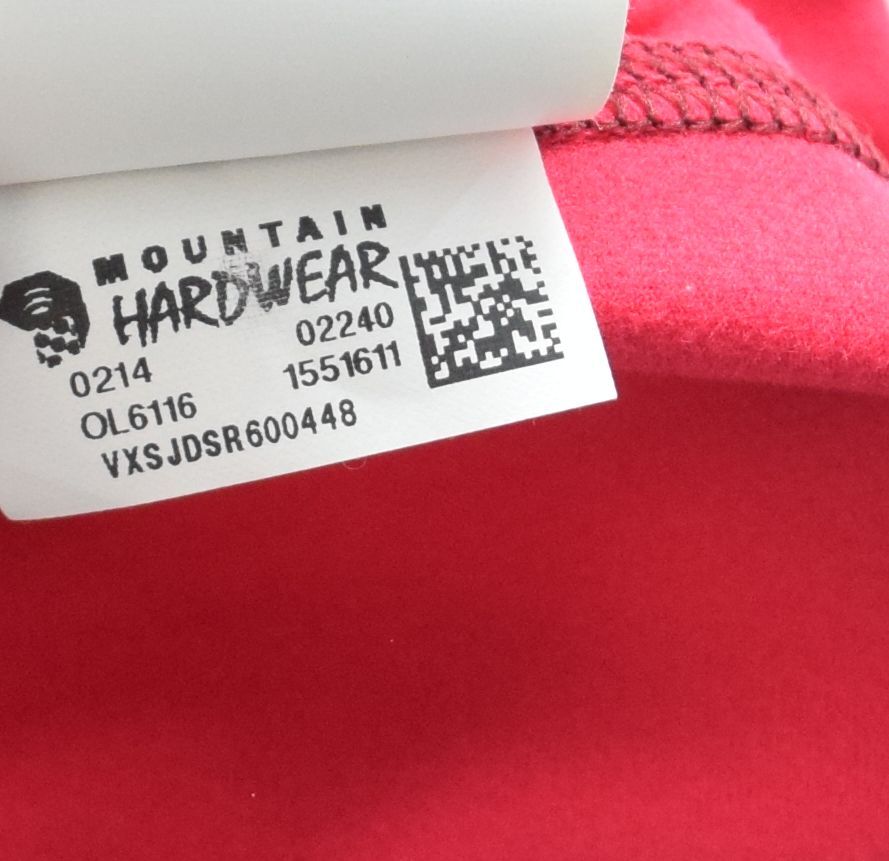 MOUNTAIN
HARDWEAR
0214 02240
OL6116 1551611
VXSJDSR600448